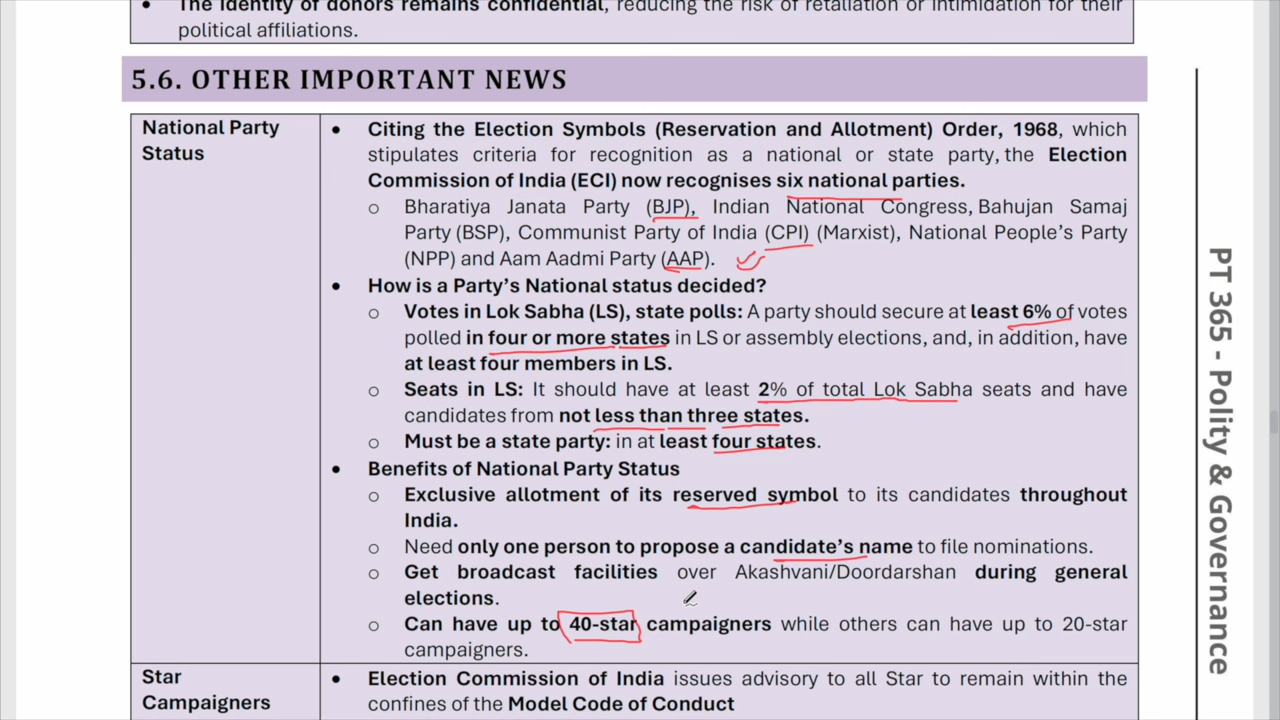 The identity of donors remains confidential, reducing the risk of retaliation or intimidation for their
political affiliations.
5.6. OTHER IMPORTANT NEWS
National Party
Status
• Citing the Election Symbols (Reservation and Allotment) Order, 1968, which
stipulates criteria for recognition as a national or state party, the Election
Commission of India (ECI) now recognises six national parties.
o Bharatiya Janata Party (BJP), Indian National Congress, Bahujan Samaj
Party (BSP), Communist Party of India (CPI) (Marxist), National People's Party
(NPP) and Aam Aadmi Party (AAP).
• How is a Party's National status decided?
o Votes in Lok Sabha (LS), state polls: A party should secure at least 6% of votes
polled in four or more states in LS or assembly elections, and, in addition, have
at least four members in LS.
o Seats in LS: It should have at least 2% of total Lok Sabha seats and have
candidates from not less than three states.
o Must be a state party: in at least four states.
• Benefits of National Party Status
o Exclusive allotment of its reserved symbol to its candidates throughout
India.
o Need only one person to propose a candidate's name to file nominations.
o Get broadcast facilities over Akashvani/Doordarshan during general
elections.
o Can have up to 40-star campaigners while others can have up to 20-star
campaigners.
Star
Campaigners
• Election Commission of India issues advisory to all Star to remain within the
confines of the Model Code of Conduct
PT 365 - Polity & Governance